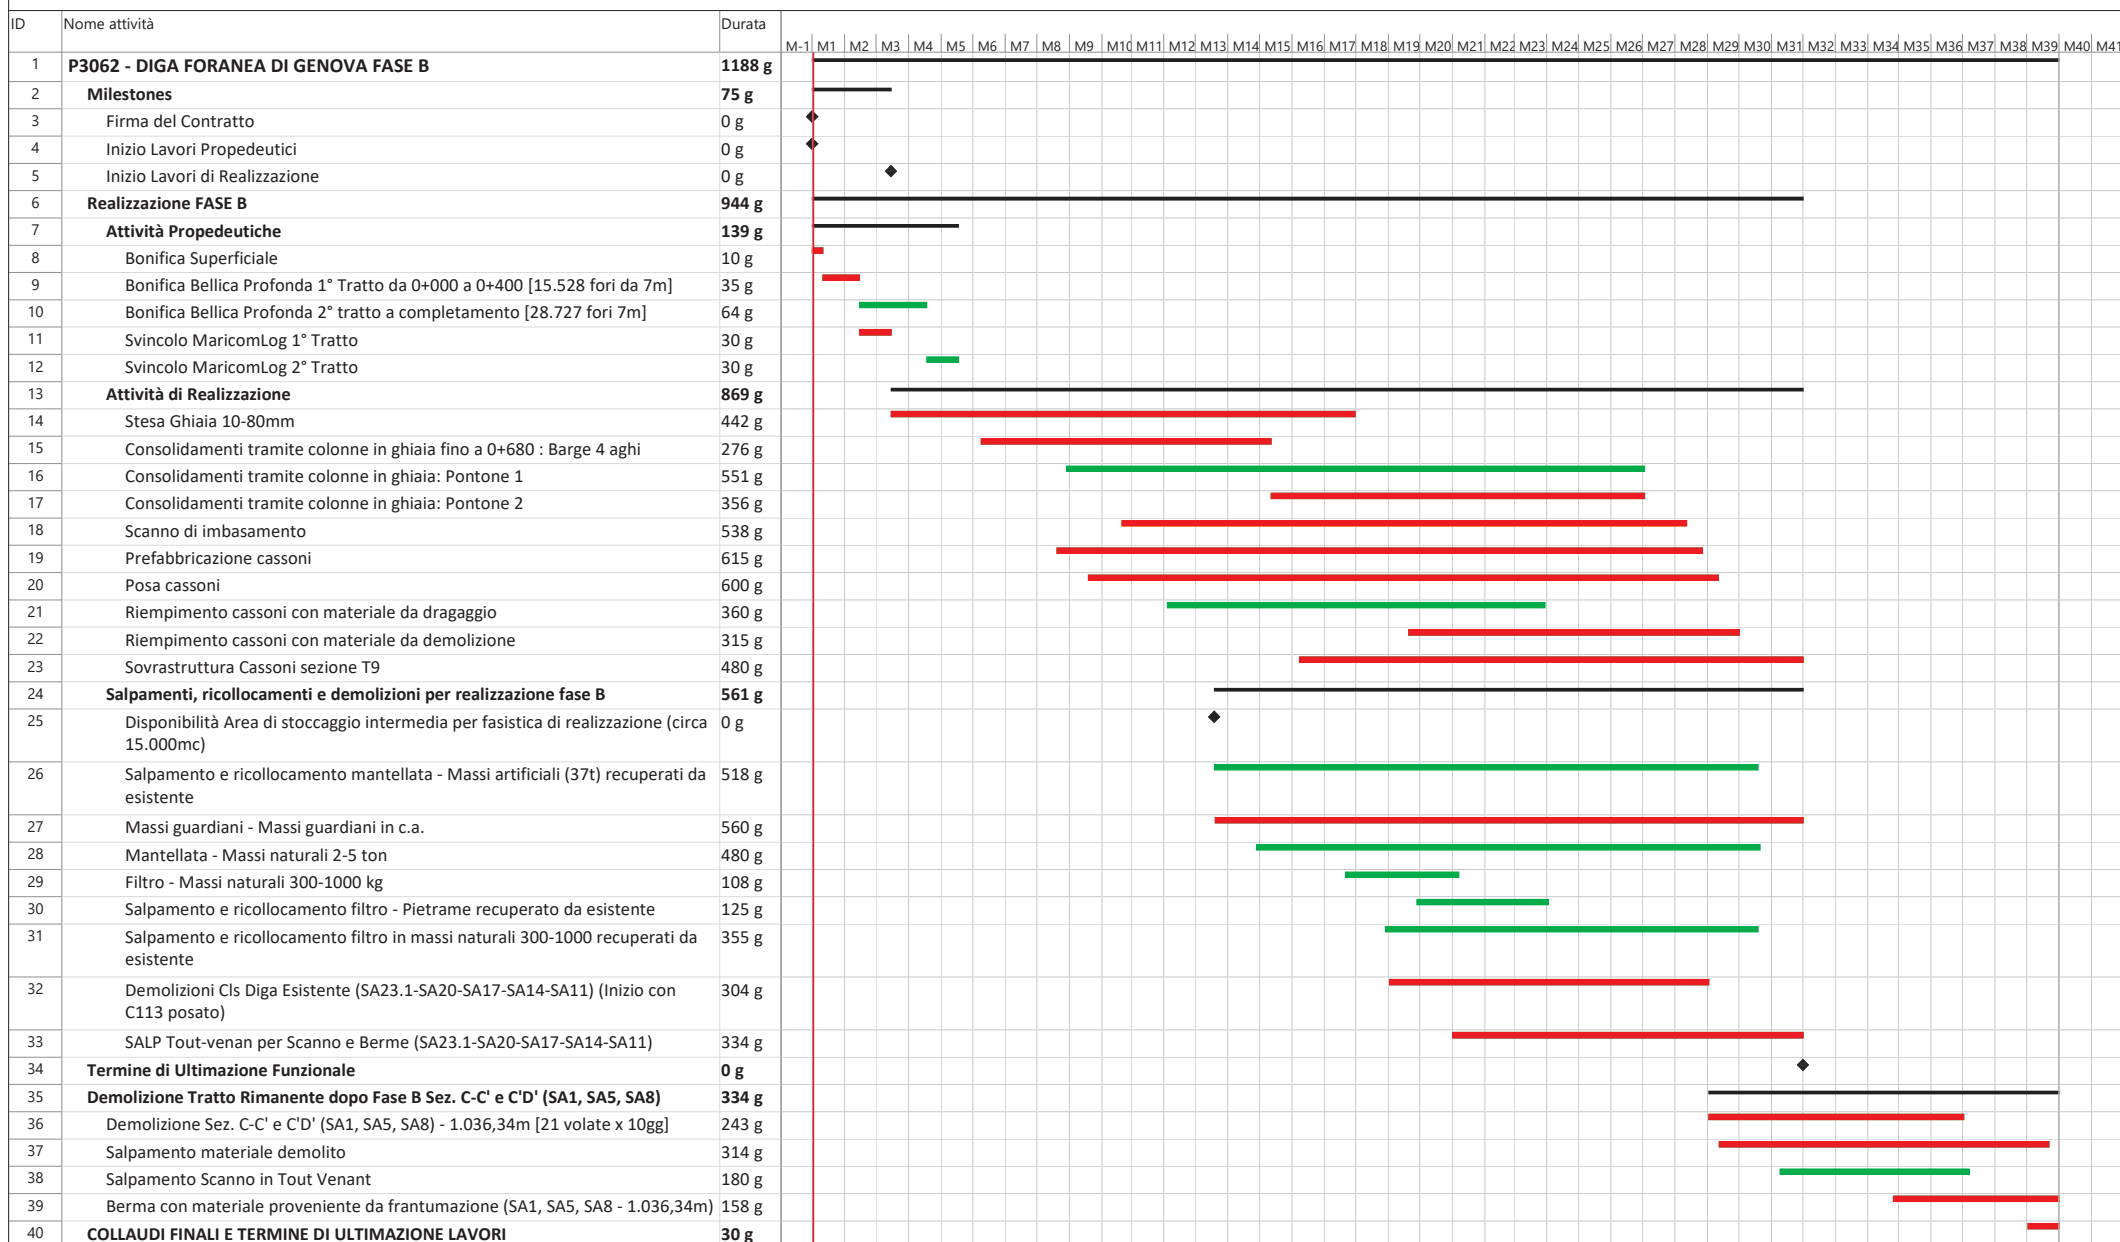 ID Nome attività Durata
M-1 M1 M2 M3 M4 M5 M6 M7 M8 M9 M10 M11 M12 M13 M14 M15 M16 M17 M18 M19 M20 M21 M22 M23 M24 M25 M26 M27 M28 M29 M30 M31 M32 M33 M34 M35 M36 M37 M38 M39 M40 M41
1 P3062 - DIGA FORANEA DI GENOVA FASE B 1188 g
2 Milestones 75 g
3 Firma del Contratto 0 g
4 Inizio Lavori Propedeutici 0 g
5 Inizio Lavori di Realizzazione 0 g
6 Realizzazione FASE B 944 g
7 Attività Propedeutiche 139 g
8 Bonifica Superficiale 10 g
9 Bonifica Bellica Profonda 1° Tratto da 0+000 a 0+400 [15.528 fori da 7m] 35 g
10 Bonifica Bellica Profonda 2° tratto a completamento [28.727 fori 7m] 64 g
11 Svincolo MaricomLog 1° Tratto 30 g
12 Svincolo MaricomLog 2° Tratto 30 g
13 Attività di Realizzazione 869 g
14 Stesa Ghiaia 10-80mm 442 g
15 Consolidamenti tramite colonne in ghiaia fino a 0+680 : Barge 4 aghi 276 g
16 Consolidamenti tramite colonne in ghiaia: Pontone 1 551 g
17 Consolidamenti tramite colonne in ghiaia: Pontone 2 356 g
18 Scanno di imbasamento 538 g
19 Prefabbricazione cassoni 615 g
20 Posa cassoni 600 g
21 Riempimento cassoni con materiale da dragaggio 360 g
22 Riempimento cassoni con materiale da demolizione 315 g
23 Sovrastruttura Cassoni sezione T9 480 g
24 Salpamenti, ricollocamenti e demolizioni per realizzazione fase B 561 g
25 Disponibilità Area di stoccaggio intermedia per fasistica di realizzazione (circa 0 g
15.000mc)
26 Salpamento e ricollocamento mantellata - Massi artificiali (37t) recuperati da 518 g
esistente
27 Massi guardiani - Massi guardiani in c.a. 560 g
28 Mantellata - Massi naturali 2-5 ton 480 g
29 Filtro - Massi naturali 300-1000 kg 108 g
30 Salpamento e ricollocamento filtro - Pietrame recuperato da esistente 125 g
31 Salpamento e ricollocamento filtro in massi naturali 300-1000 recuperati da 355 g
esistente
32 Demolizioni Cls Diga Esistente (SA23.1-SA20-SA17-SA14-SA11) (Inizio con 304 g
C113 posato)
33 SALP Tout-venan per Scanno e Berme (SA23.1-SA20-SA17-SA14-SA11) 334 g
34 Termine di Ultimazione Funzionale 0 g
35 Demolizione Tratto Rimanente dopo Fase B Sez. C-C' e C'D' (SA1, SA5, SA8) 334 g
36 Demolizione Sez. C-C' e C'D' (SA1, SA5, SA8) - 1.036,34m [21 volate x 10gg] 243 g
37 Salpamento materiale demolito 314 g
38 Salpamento Scanno in Tout Venant 180 g
39 Berma con materiale proveniente da frantumazione (SA1, SA5, SA8 - 1.036,34m) 158 g
40 COLLAUDI FINALI E TERMINE DI ULTIMAZIONE LAVORI 30 g